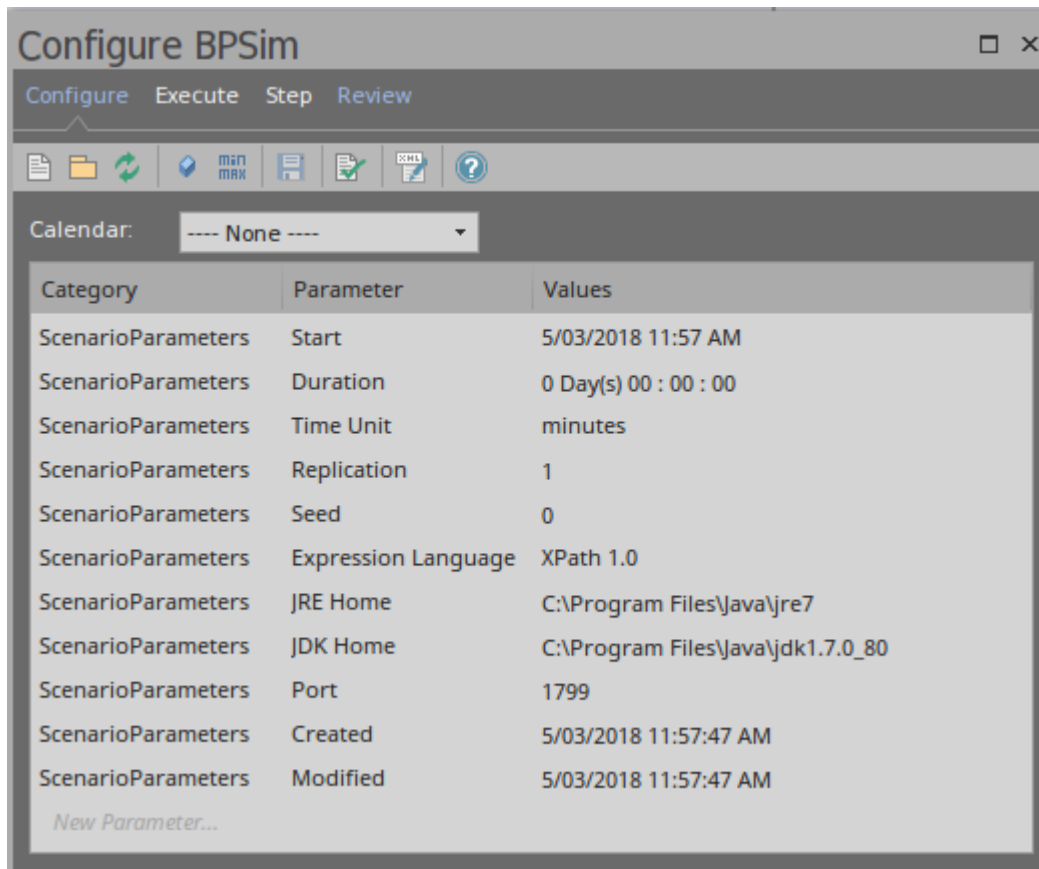 Configure BPSim
Configure Execute Step Review
min
max
XML
?
Calendar: ---- None ----
Category Parameter Values
ScenarioParameters Start 5/03/2018 11:57 AM
ScenarioParameters Duration 0 Day(s) 00 : 00 : 00
ScenarioParameters Time Unit minutes
ScenarioParameters Replication 1
ScenarioParameters Seed 0
ScenarioParameters Expression Language XPath 1.0
ScenarioParameters JRE Home C:\Program Files\Java\jre7
ScenarioParameters JDK Home C:\Program Files\Java\jdk1.7.0_80
ScenarioParameters Port 1799
ScenarioParameters Created 5/03/2018 11:57:47 AM
ScenarioParameters Modified 5/03/2018 11:57:47 AM
New Parameter...